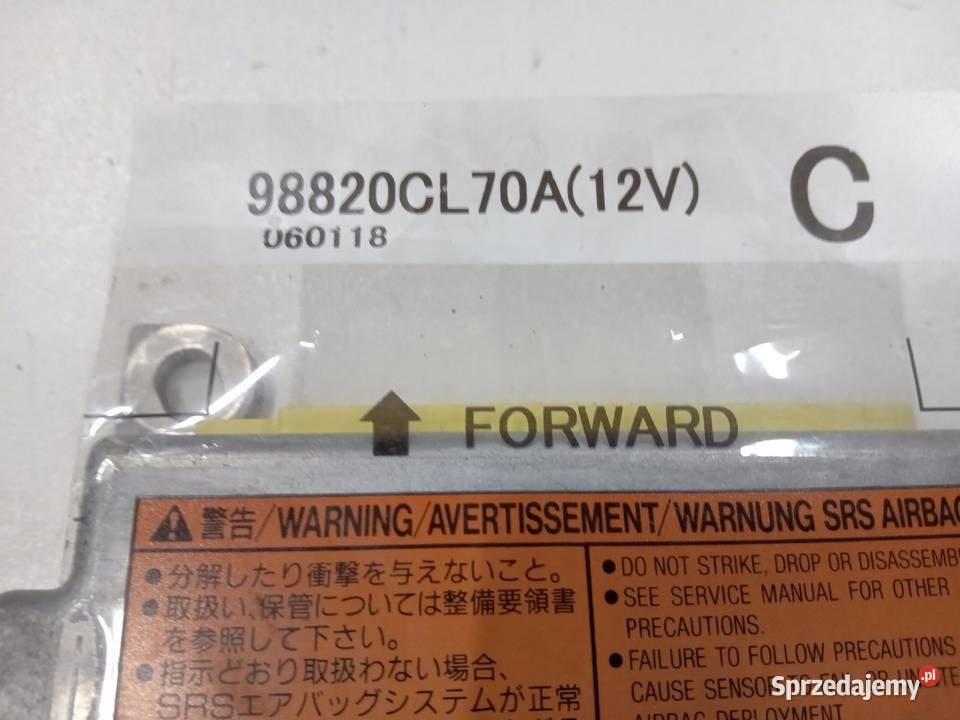 98820CL70A(12V) C
060118
FORWARD
警告/WARNING/AVERTISSEMENT/WARNUNG SRS AIRBAG
●分解したり衝撃を与えないこと。
●取扱い、保管については整備要領書
を参照して下さい。
●指示どおり取扱わない場合、
SRSエアバッグシステムが正常
●DO NOT STRIKE, DROP OR DISASSEMB
●SEE SERVICE MANUAL FOR OTHER
PRECAUTIONS.
●FAILURE TO FOLLOW PRECAUTIONS
CAUSE SENSOR
AIRBAG DEPLOYMENT
Sprzedajemy.pl